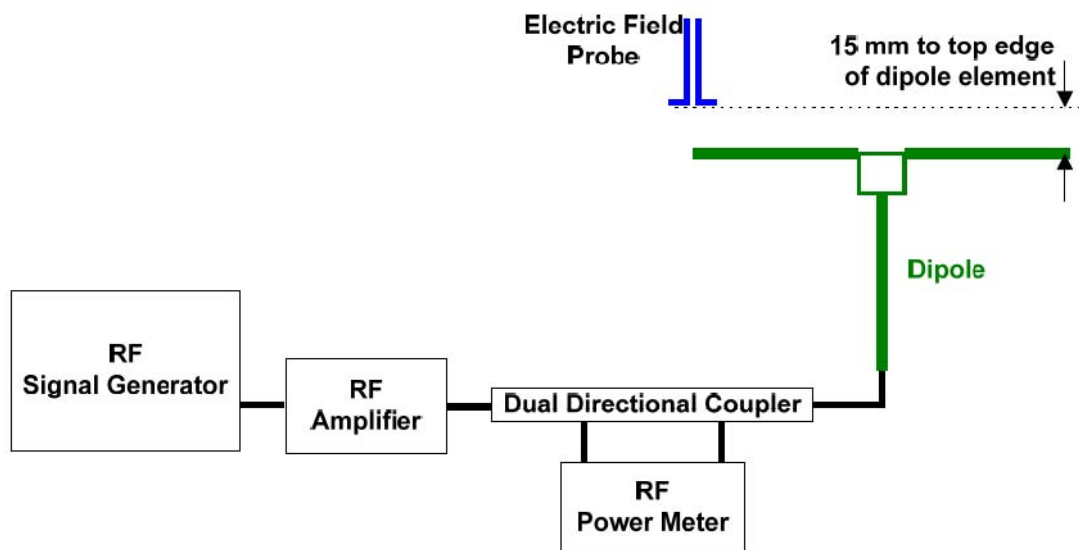 Electric Field
Probe
15 mm to top edge
of dipole element
Dipole
RF
Signal Generator
RF
Amplifier
Dual Directional Coupler
RF
Power Meter